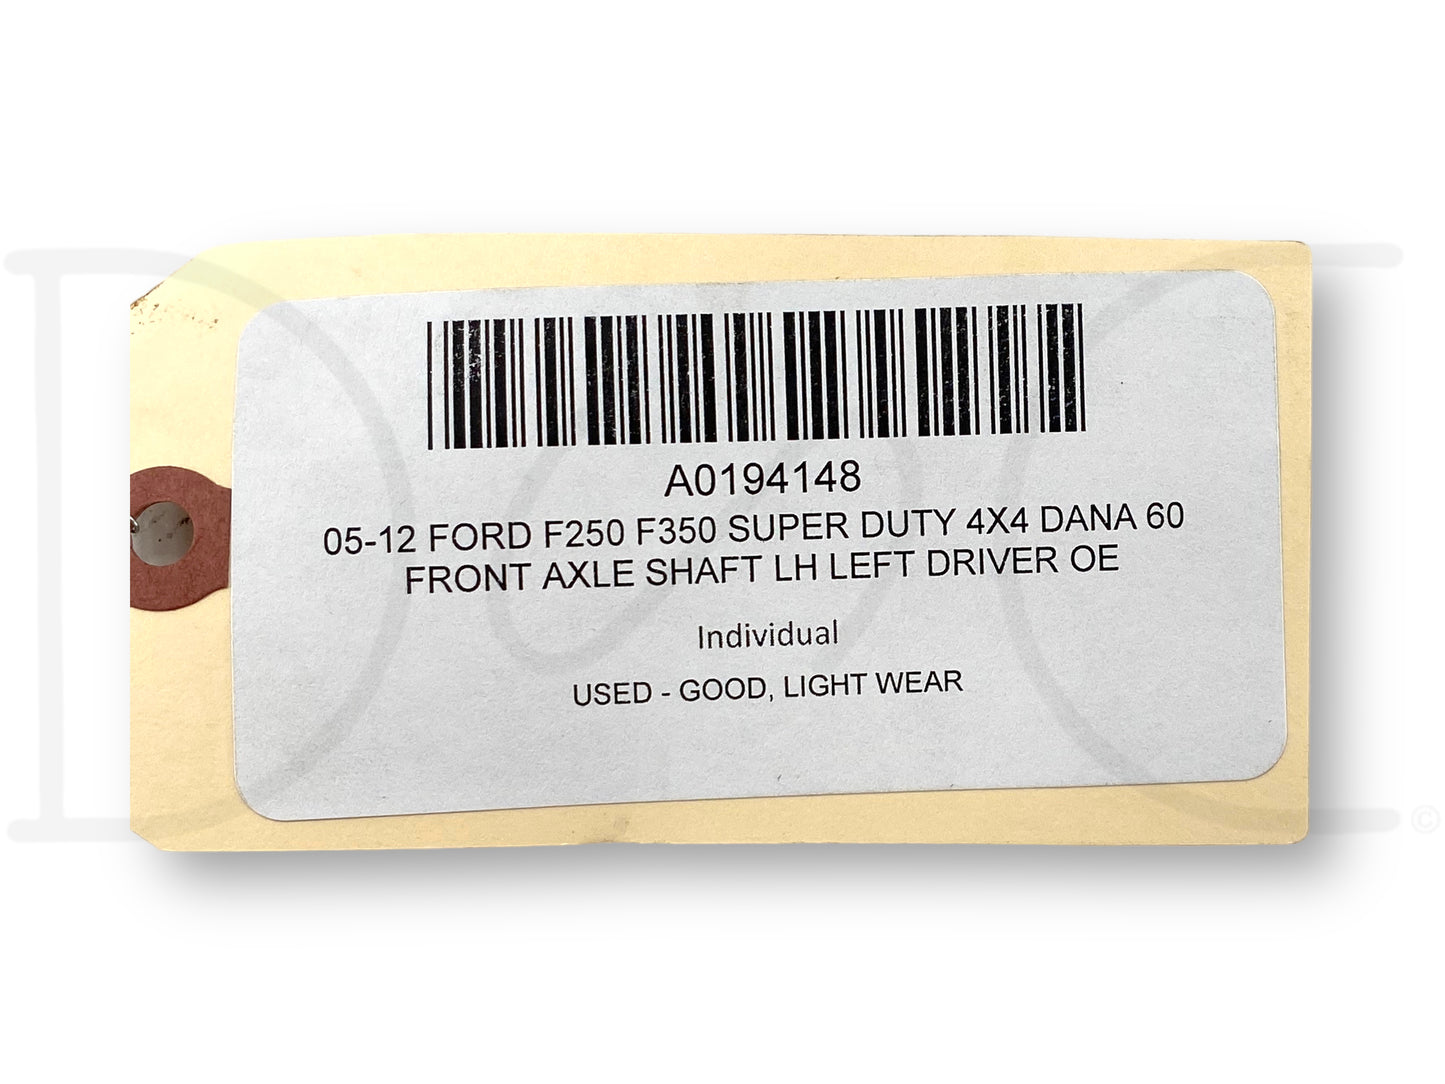 A0194148
05-12 FORD F250 F350 SUPER DUTY 4X4 DANA 60
FRONT AXLE SHAFT LH LEFT DRIVER OE
Individual
USED - GOOD, LIGHT WEAR
D&C
©